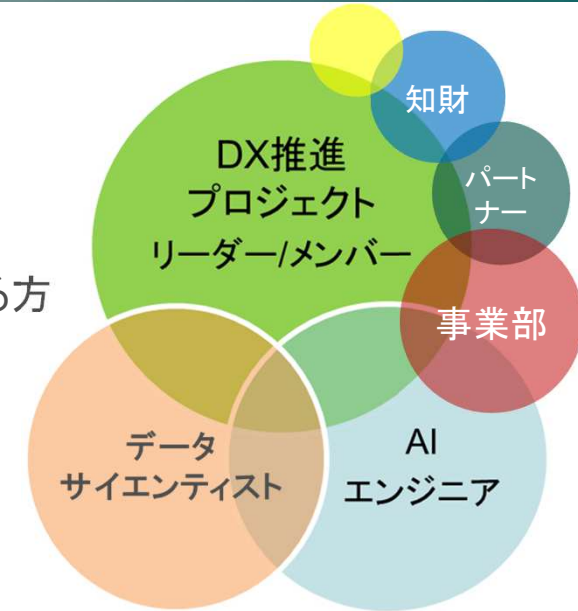 知財
DX推進
プロジェクト
リーダー/メンバー
パート
ナー
る方
事業部
データ
サイエンティスト
AI
エンジニア